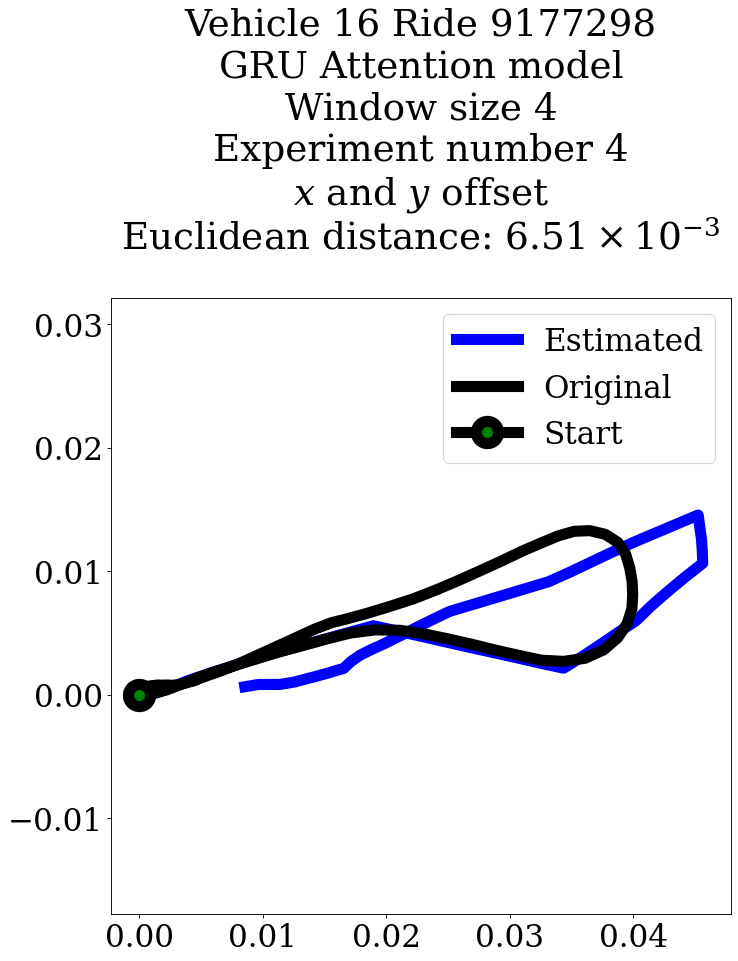 Vehicle 16 Ride 9177298
GRU Attention model
Window size 4
Experiment number 4
x and y offset
Euclidean distance: 6.51 × 10⁻³
Estimated
Original
Start
0.03
0.02
0.01
0.00
−0.01
0.00 0.01 0.02 0.03 0.04